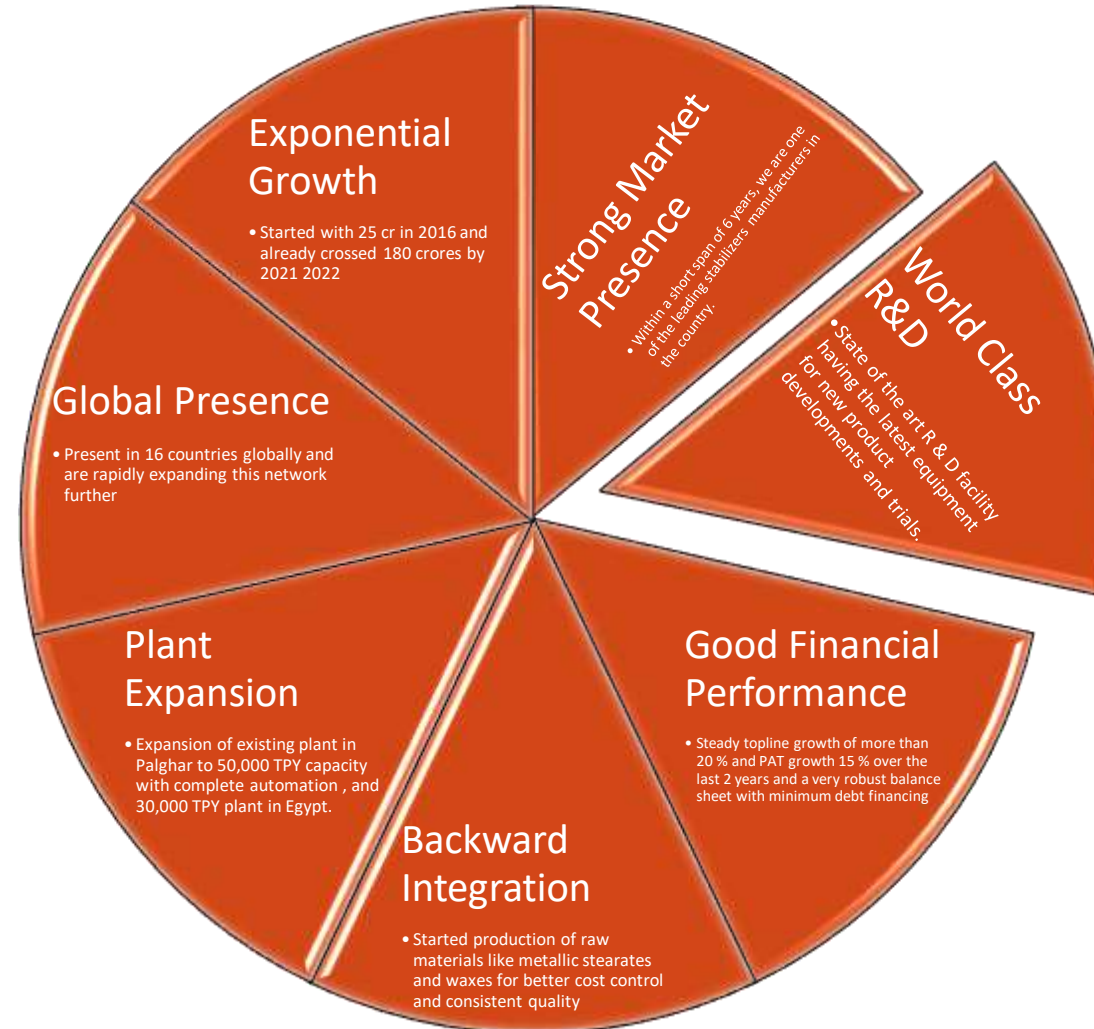 Exponential
Growth
• Started with 25 cr in 2016 and
already crossed 180 crores by
2021 2022
Strong Market
Presence
• Within a short span of 6 years, we are one
of the leading stabilizers manufacturers in
the country.
World Class
R&D
• State of the art R & D facility
having the latest equipment
for new product
developments and trials.
Good Financial
Performance
• Steady topline growth of more than
20 % and PAT growth 15 % over the
last 2 years and a very robust balance
sheet with minimum debt financing
Backward
Integration
• Started production of raw
materials like metallic stearates
and waxes for better cost control
and consistent quality
Plant
Expansion
• Expansion of existing plant in
Palghar to 50,000 TPY capacity
with complete automation , and
30,000 TPY plant in Egypt.
Global Presence
• Present in 16 countries globally and
are rapidly expanding this network
further